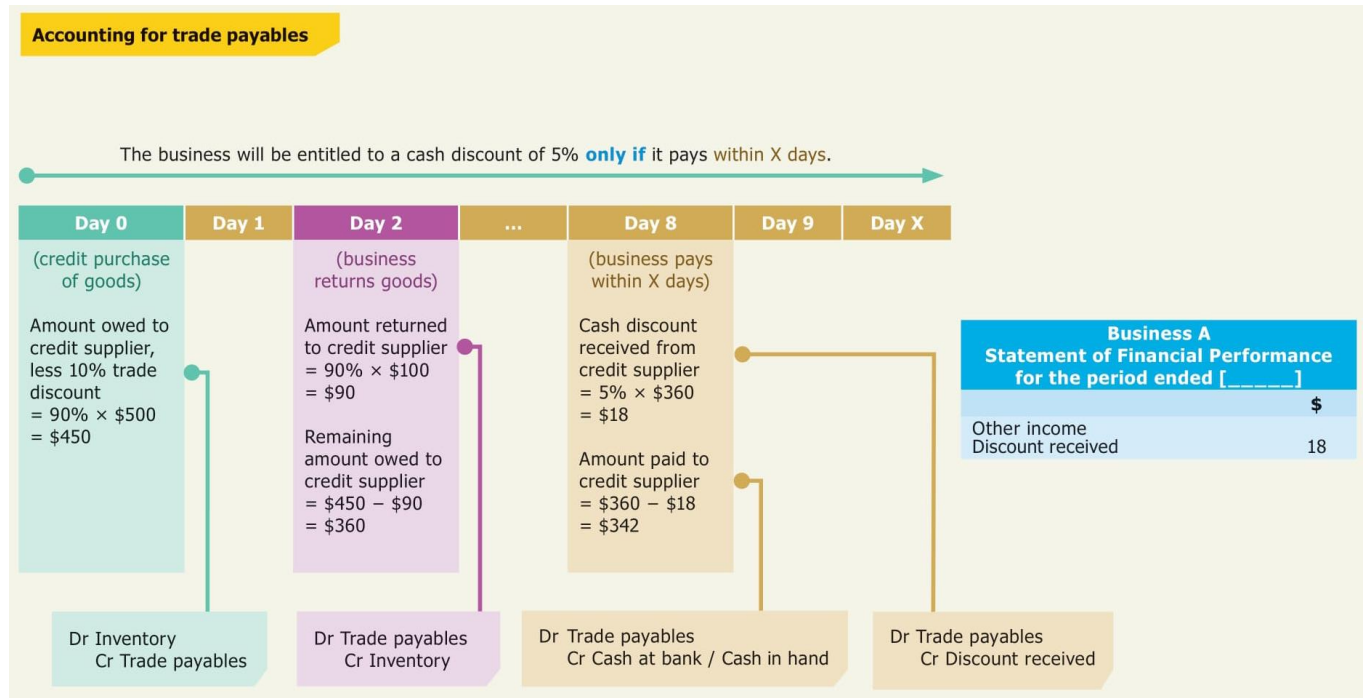 Accounting for trade payables
The business will be entitled to a cash discount of 5% only if it pays within X days.
Day 0
Day 1
Day 2
...
Day 8
Day 9
Day X
(credit purchase
of goods)
Amount owed to
credit supplier,
less 10% trade
discount
= 90% × $500
= $450
(business
returns goods)
Amount returned
to credit supplier
= 90% × $100
= $90
Remaining
amount owed to
credit supplier
= $450 − $90
= $360
(business pays
within X days)
Cash discount
received from
credit supplier
= 5% × $360
= $18
Amount paid to
credit supplier
= $360 − $18
= $342
Business A
Statement of Financial Performance
for the period ended [_____]
$
Other income
Discount received 18
Dr Inventory
Cr Trade payables
Dr Trade payables
Cr Inventory
Dr Trade payables
Cr Cash at bank / Cash in hand
Dr Trade payables
Cr Discount received